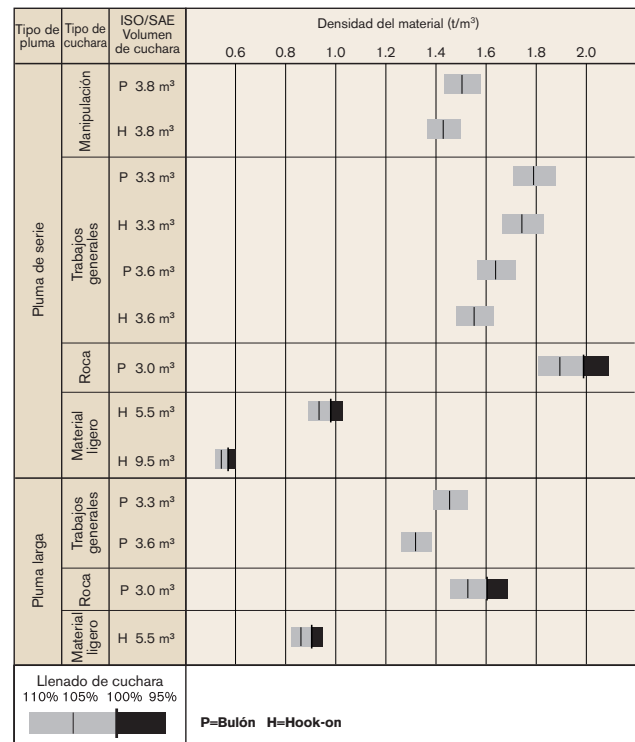 Tipo de
pluma
Tipo de
cuchara
ISO/SAE
Volumen
de cuchara
Densidad del material (t/m³)
0.6 0.8 1.0 1.2 1.4 1.6 1.8 2.0
Pluma de serie
Manipulación
P 3.8 m³
H 3.8 m³
Trabajos
generales
P 3.3 m³
H 3.3 m³
P 3.6 m³
H 3.6 m³
Roca
P 3.0 m³
Material
ligero
H 5.5 m³
H 9.5 m³
Pluma larga
Trabajos
generales
P 3.3 m³
P 3.6 m³
Roca
P 3.0 m³
Material
ligero
H 5.5 m³
Llenado de cuchara
110% 105% 100% 95%
P=Bulón H=Hook-on